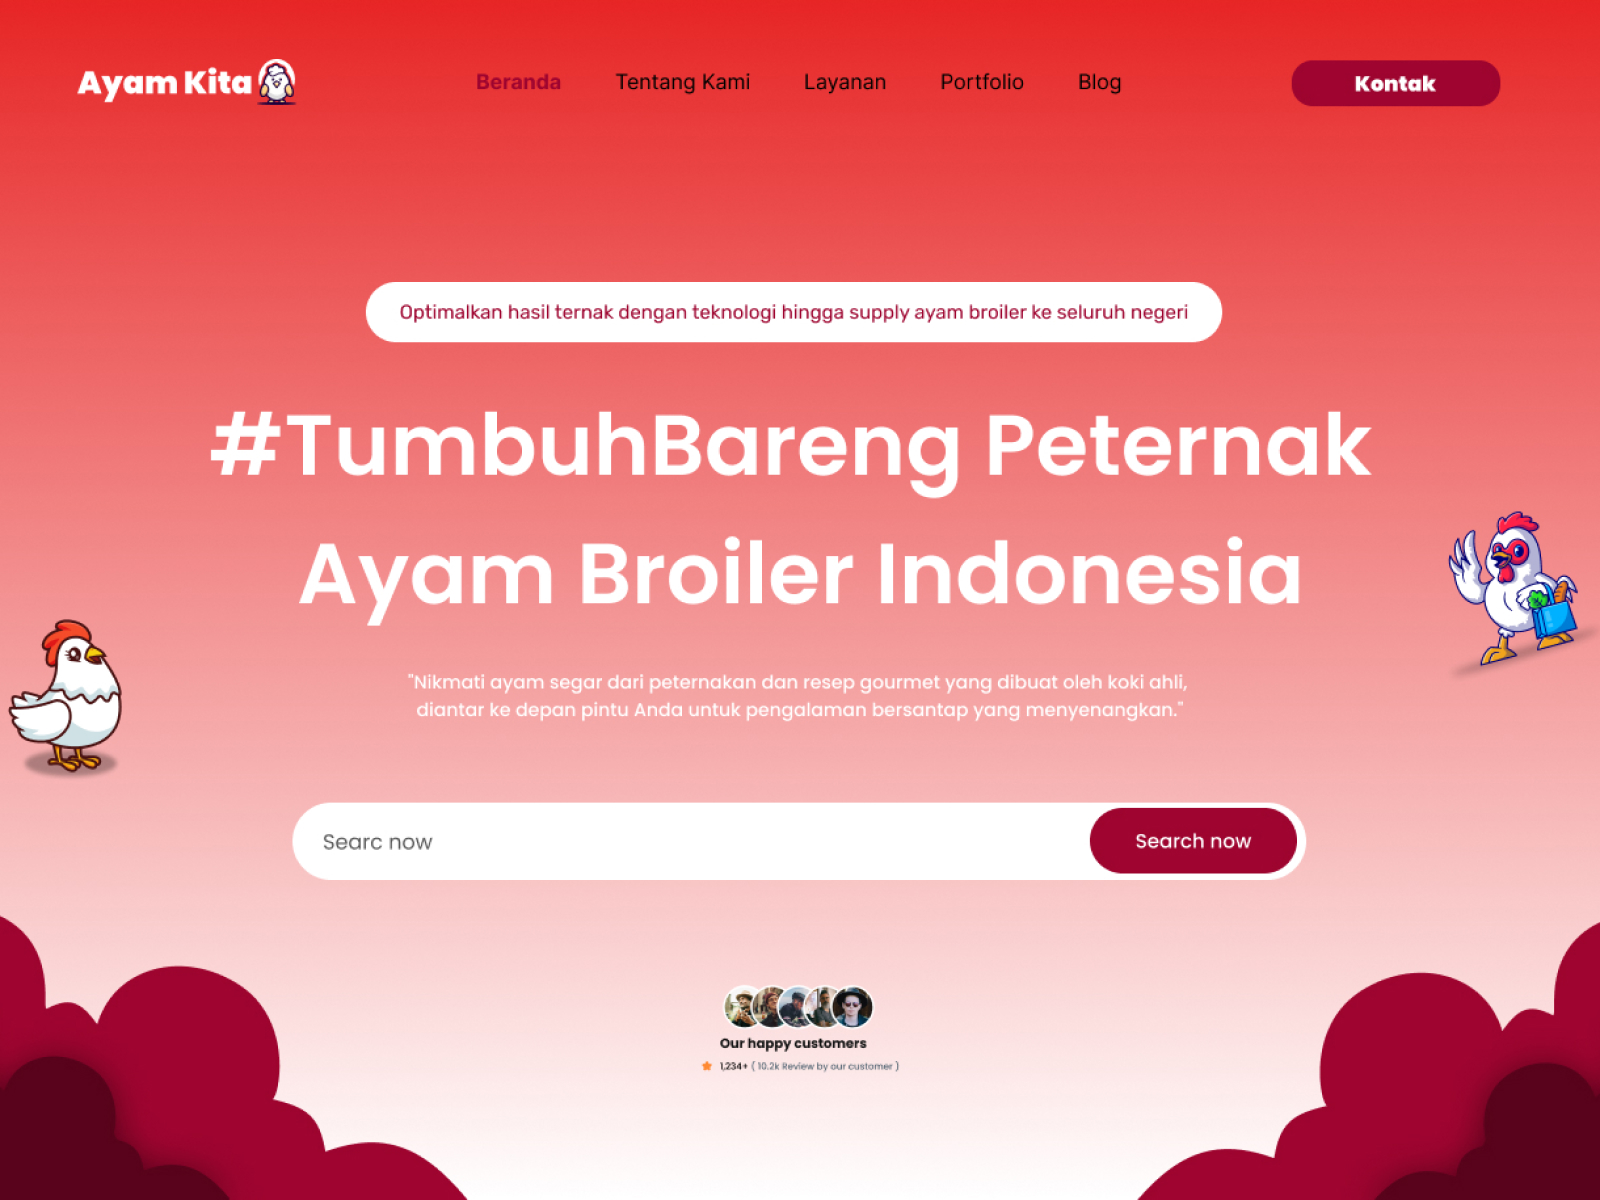 Ayam Kita
Beranda
Tentang Kami
Layanan
Portfolio
Blog
Kontak
Optimalkan hasil ternak dengan teknologi hingga supply ayam broiler ke seluruh negeri
#TumbuhBareng Peternak
Ayam Broiler Indonesia
"Nikmati ayam segar dari peternakan dan resep gourmet yang dibuat oleh koki ahli,
diantar ke depan pintu Anda untuk pengalaman bersantap yang menyenangkan."
Searc now
Search now
Our happy customers
1,234+ ( 10.2k Review by our customer )